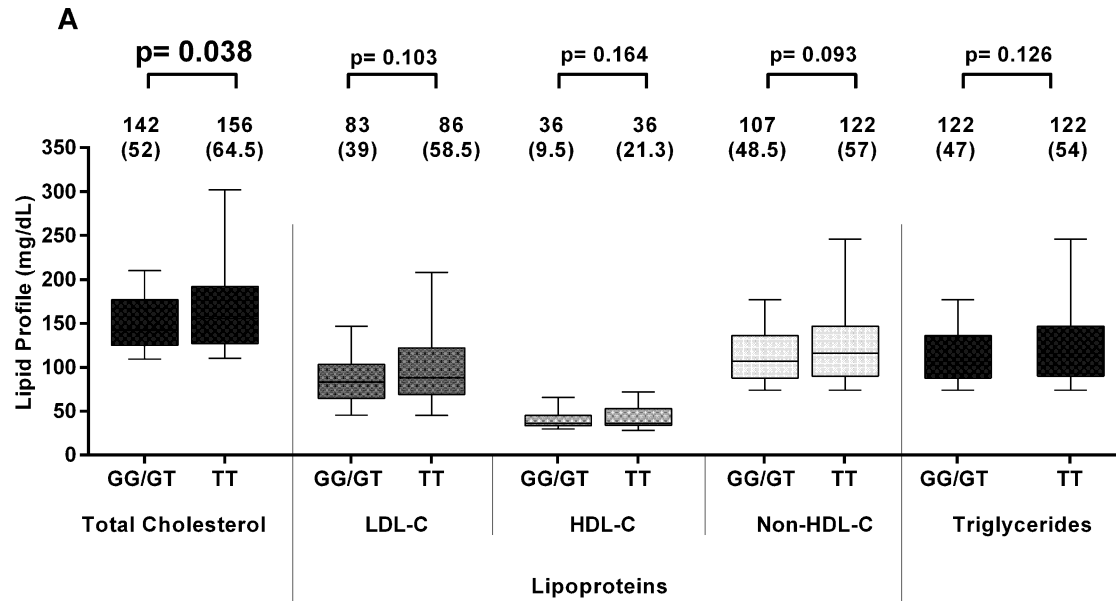 A
p= 0.038 p= 0.103 p= 0.164 p= 0.093 p= 0.126
142 156 83 86 36 36 107 122 122 122
(52) (64.5) (39) (58.5) (9.5) (21.3) (48.5) (57) (47) (54)
Lipid Profile (mg/dL)
350
300
250
200
150
100
50
0
GG/GT TT GG/GT TT GG/GT TT GG/GT TT GG/GT TT
Total Cholesterol LDL-C HDL-C Non-HDL-C Triglycerides
Lipoproteins